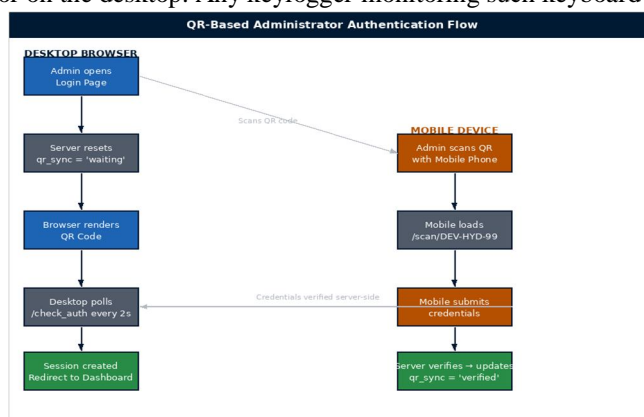 or on the desktop. Any keylogger monitoring such keyboard
QR-Based Administrator Authentication Flow
DESKTOP BROWSER
Admin opens
Login Page
Scans QR code
MOBILE DEVICE
Server resets
qr_sync = 'waiting'
Admin scans QR
with Mobile Phone
Browser renders
QR Code
Mobile loads
/scan/DEV-HYD-99
Desktop polls
/check_auth every 2s
Credentials verified server-side
Mobile submits
credentials
Session created
Redirect to Dashboard
Server verifies → updates
qr_sync = 'verified'